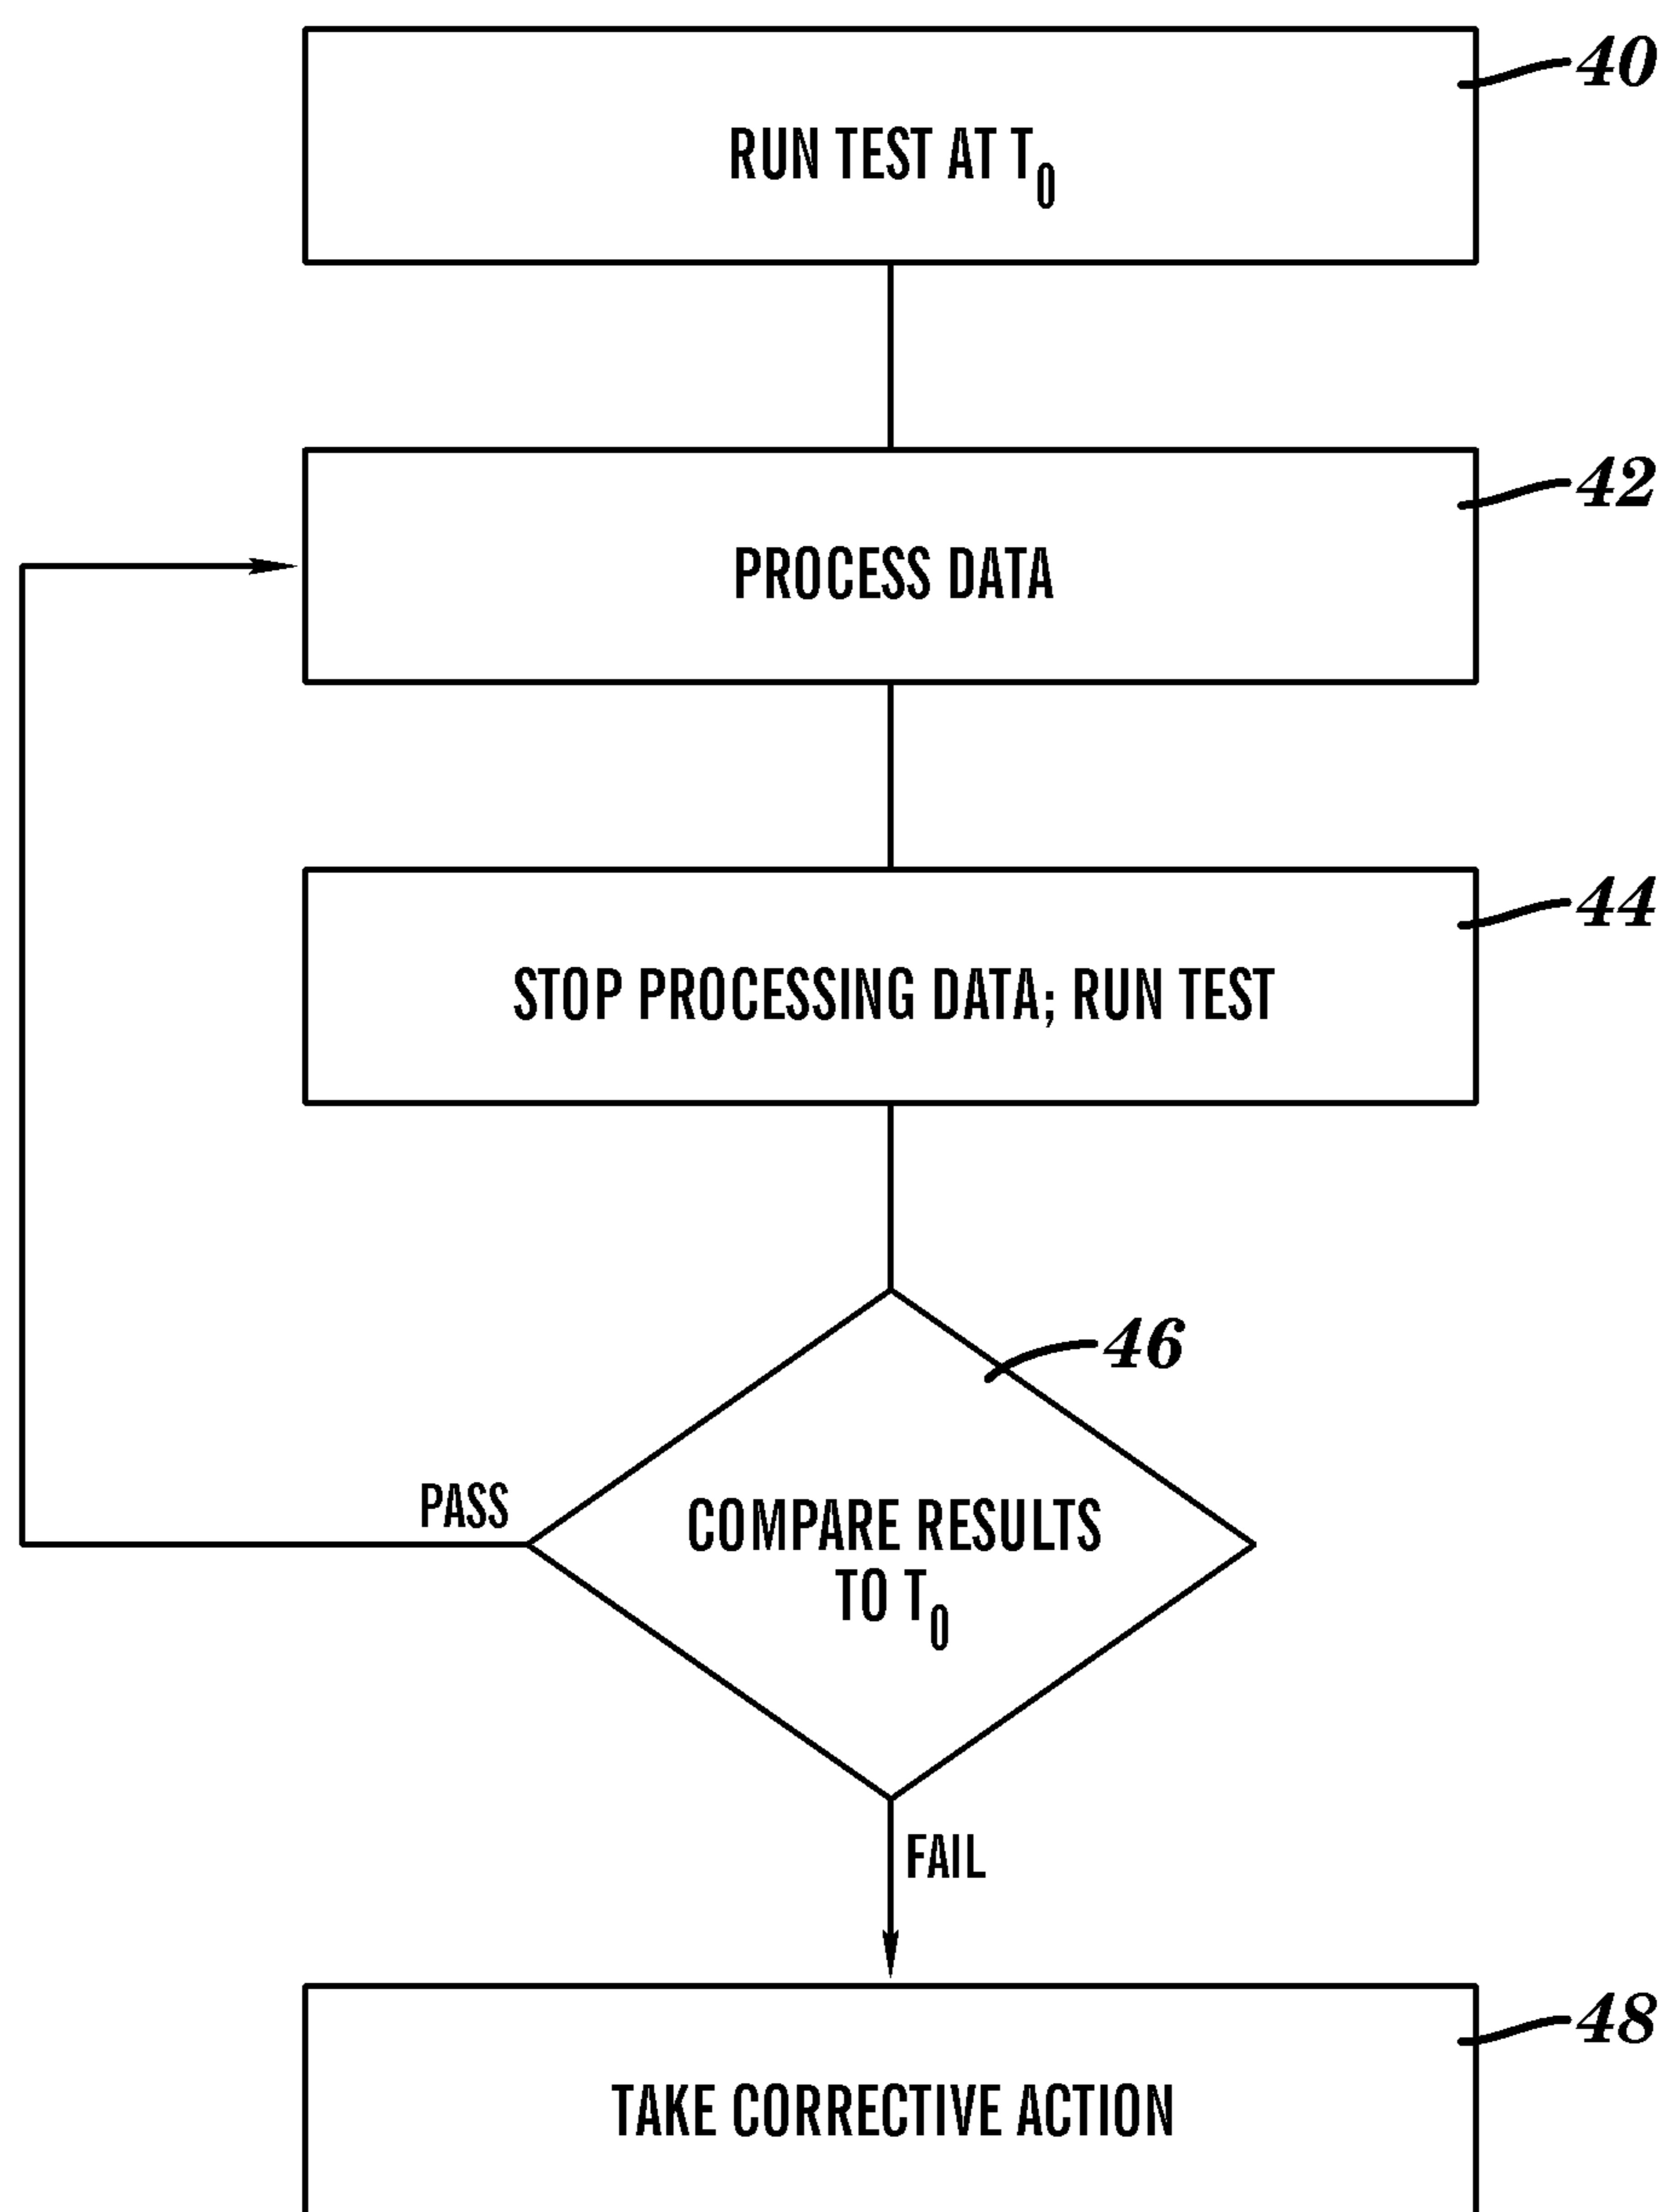 40
RUN TEST AT T0
42
PROCESS DATA
44
STOP PROCESSING DATA; RUN TEST
46
COMPARE RESULTS
TO T0
PASS
FAIL
48
TAKE CORRECTIVE ACTION